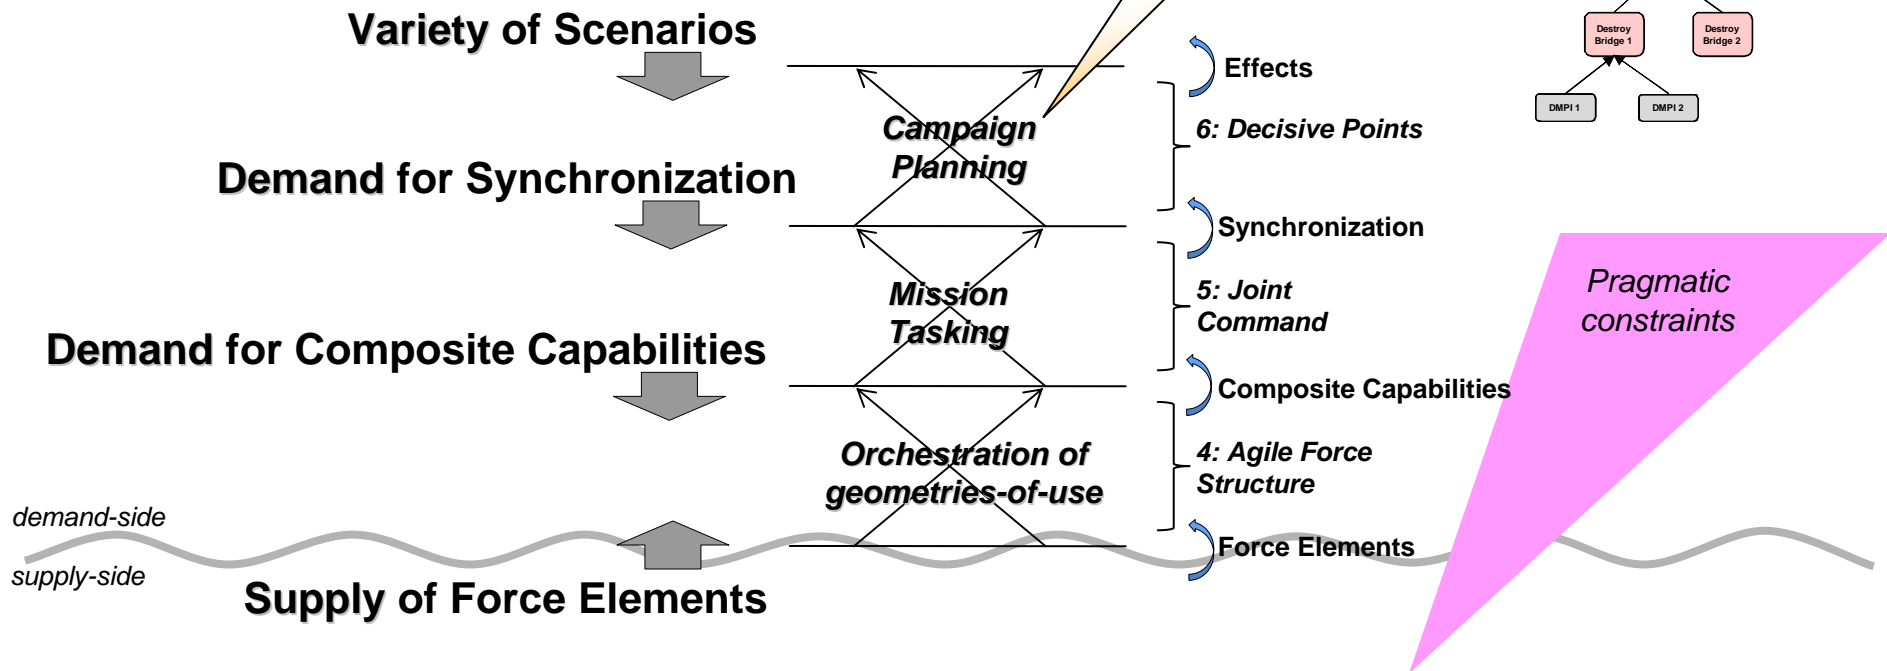 Variety of Scenarios
Demand for Synchronization
Demand for Composite Capabilities
demand-side
supply-side
Supply of Force Elements
Campaign
Planning
Mission
Tasking
Orchestration of
geometries-of-use
Effects
6: Decisive Points
Synchronization
5: Joint
Command
Composite Capabilities
4: Agile Force
Structure
Force Elements
Destroy
Bridge 1
Destroy
Bridge 2
DMPI 1
DMPI 2
Pragmatic
constraints